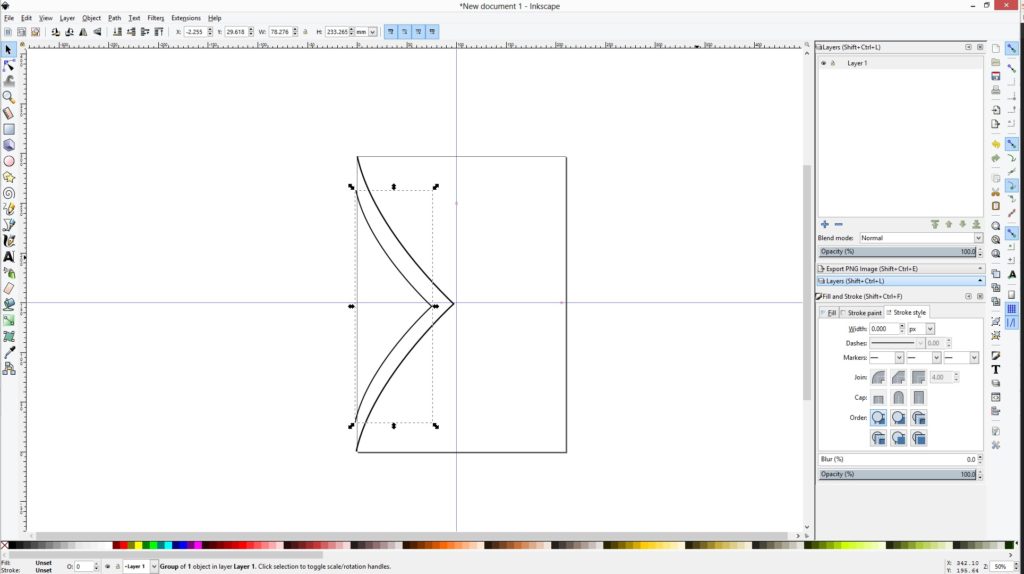 *New document 1 - Inkscape
File Edit View Layer Object Path Text Filters Extensions Help
X: -2.255 Y: 29.618 W: 78.276 H: 233.265 mm
Layers (Shift+Ctrl+L)
Layer 1
Blend mode: Normal
Opacity (%) 100.0
Export PNG Image (Shift+Ctrl+E)
Layers (Shift+Ctrl+L)
Fill and Stroke (Shift+Ctrl+F)
Fill Stroke paint Stroke style
Width: 0.000 px
Dashes: 0.00
Markers:
Join: 4.00
Cap:
Order:
Blur (%) 0.0
Opacity (%) 100.0
Fill: Unset
Stroke: Unset
O: 0
Layer 1
Group of 1 object in layer Layer 1. Click selection to toggle scale/rotation handles.
X: 342.10
Y: 195.64
Z: 50%